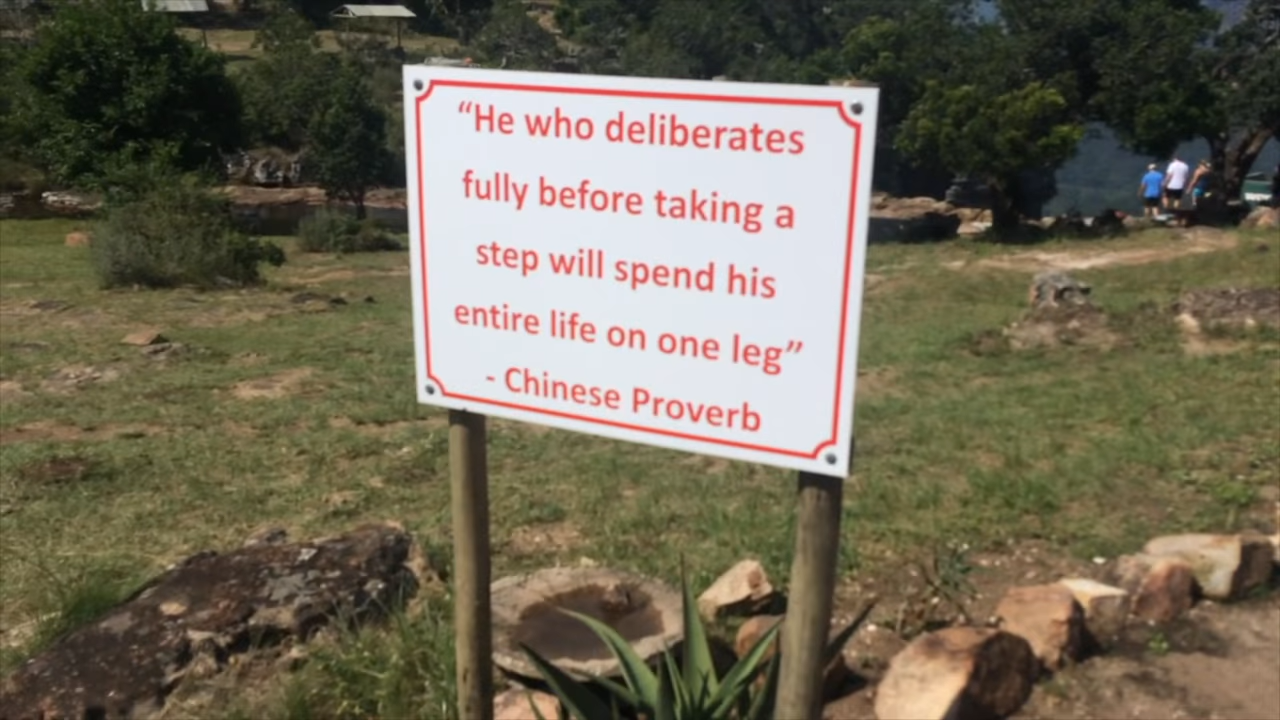 “He who deliberates
fully before taking a
step will spend his
entire life on one leg”
- Chinese Proverb